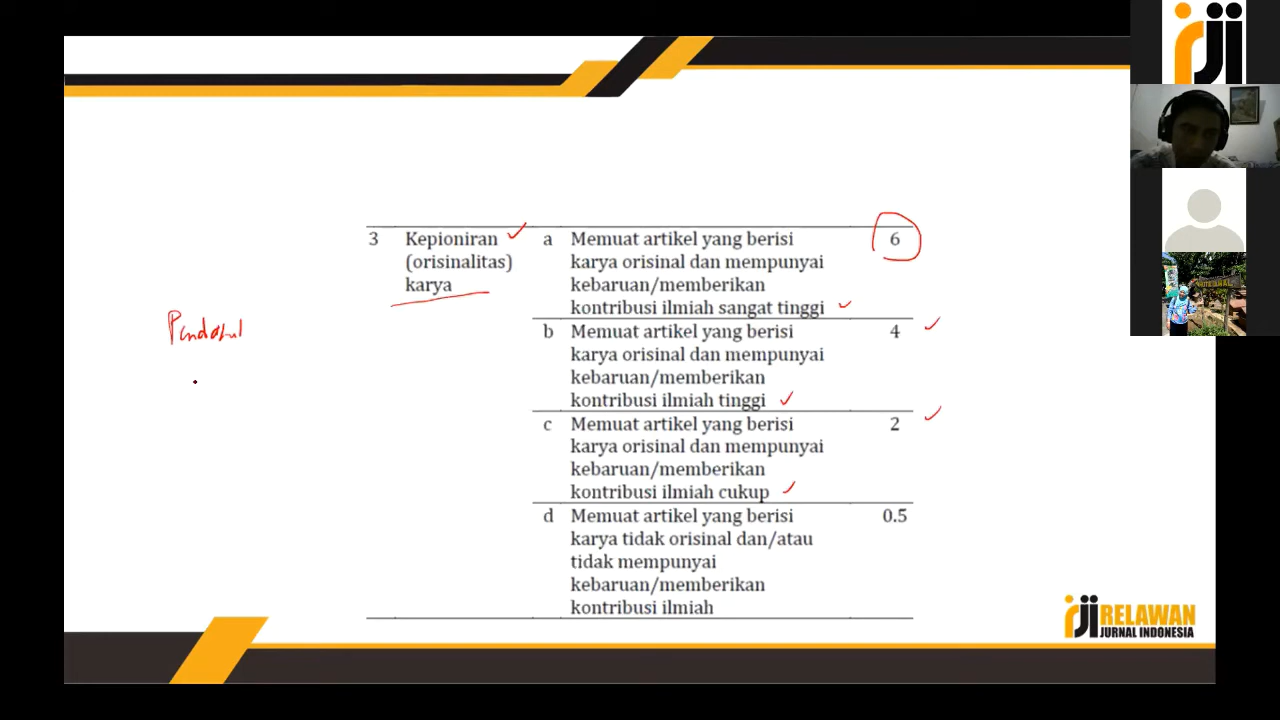 rji
3 Kepioniran a Memuat artikel yang berisi 6
(orisinalitas) karya orisinal dan mempunyai
karya kebaruan/memberikan
kontribusi ilmiah sangat tinggi
b Memuat artikel yang berisi 4
karya orisinal dan mempunyai
kebaruan/memberikan
kontribusi ilmiah tinggi
c Memuat artikel yang berisi 2
karya orisinal dan mempunyai
kebaruan/memberikan
kontribusi ilmiah cukup
d Memuat artikel yang berisi 0.5
karya tidak orisinal dan/atau
tidak mempunyai
kebaruan/memberikan
kontribusi ilmiah
rji RELAWAN
JURNAL INDONESIA